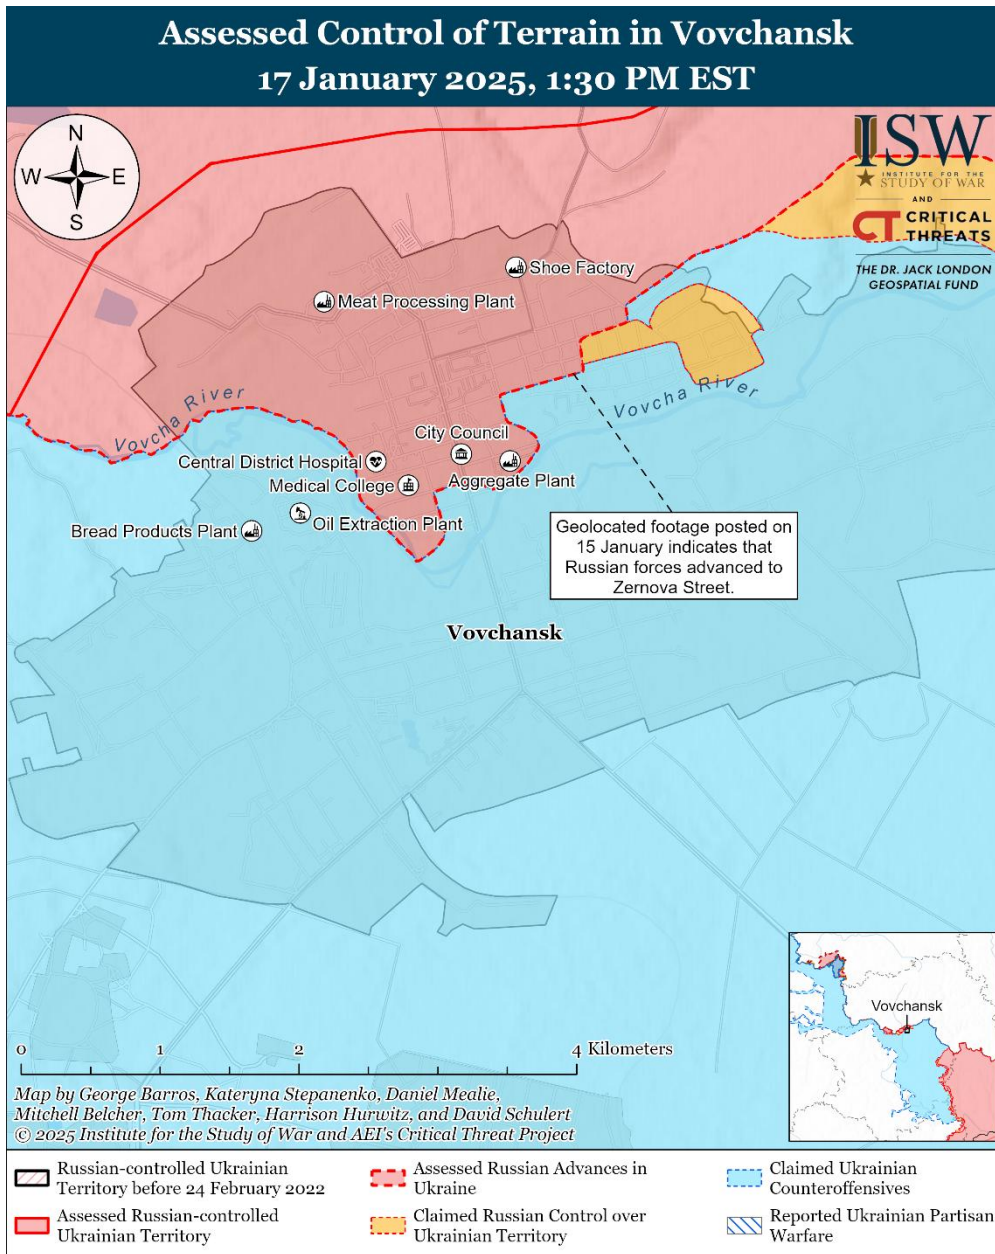 Assessed Control of Terrain in Vovchansk
17 January 2025, 1:30 PM EST
N
W E
S
ISW
INSTITUTE FOR THE
STUDY OF WAR
AND
CT CRITICAL
THREATS
THE DR. JACK LONDON
GEOSPATIAL FUND
Shoe Factory
Meat Processing Plant
Vovcha River
Vovcha River
City Council
Central District Hospital
Medical College
Aggregate Plant
Oil Extraction Plant
Bread Products Plant
Geolocated footage posted on
15 January indicates that
Russian forces advanced to
Zernova Street.
Vovchansk
Vovchansk
0 1 2 4 Kilometers
Map by George Barros, Kateryna Stepanenko, Daniel Mealie,
Mitchell Belcher, Tom Thacker, Harrison Hurwitz, and David Schulert
© 2025 Institute for the Study of War and AEI's Critical Threat Project
Russian-controlled Ukrainian
Territory before 24 February 2022
Assessed Russian-controlled
Ukrainian Territory
Assessed Russian Advances in
Ukraine
Claimed Russian Control over
Ukrainian Territory
Claimed Ukrainian
Counteroffensives
Reported Ukrainian Partisan
Warfare